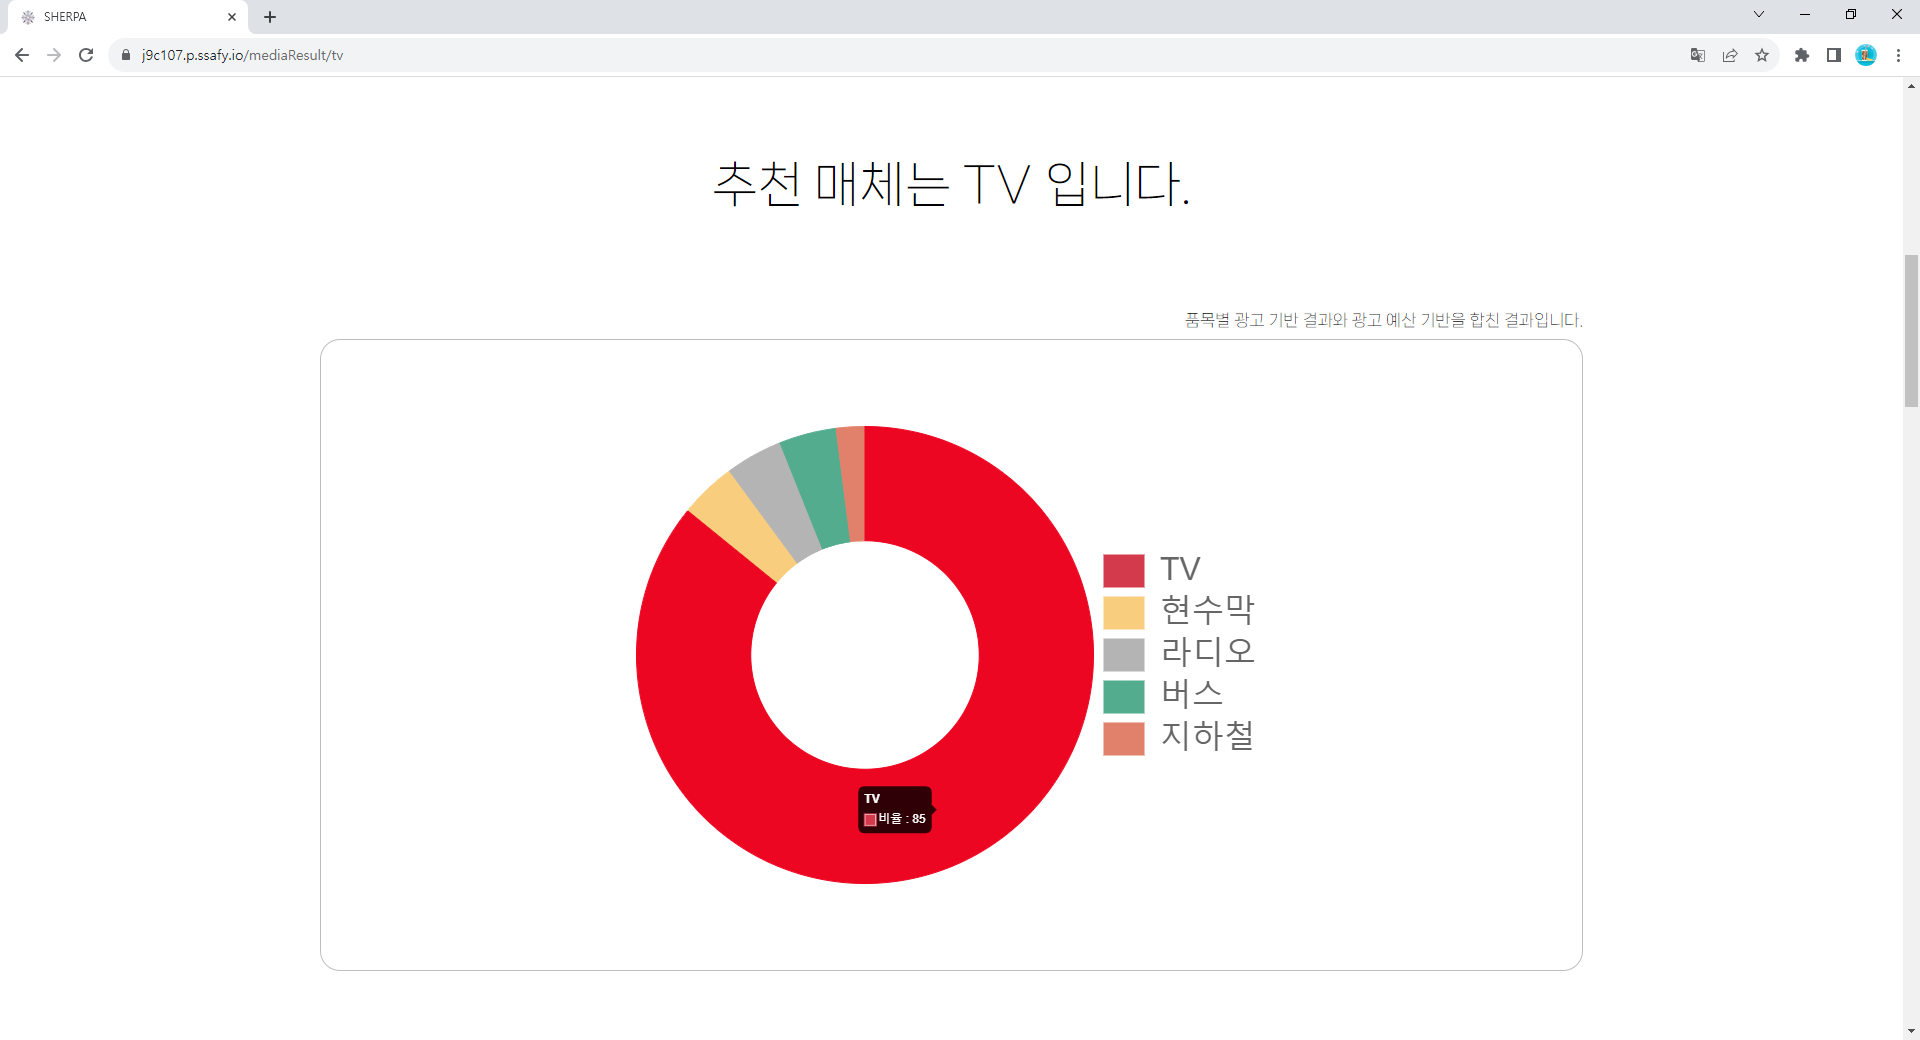 SHERPA
j9c107.p.ssafy.io/mediaResult/tv
추천 매체는 TV 입니다.
품목별 광고 기반 결과와 광고 예산 기반을 합친 결과입니다.
TV
현수막
라디오
버스
지하철
TV
비율 : 85